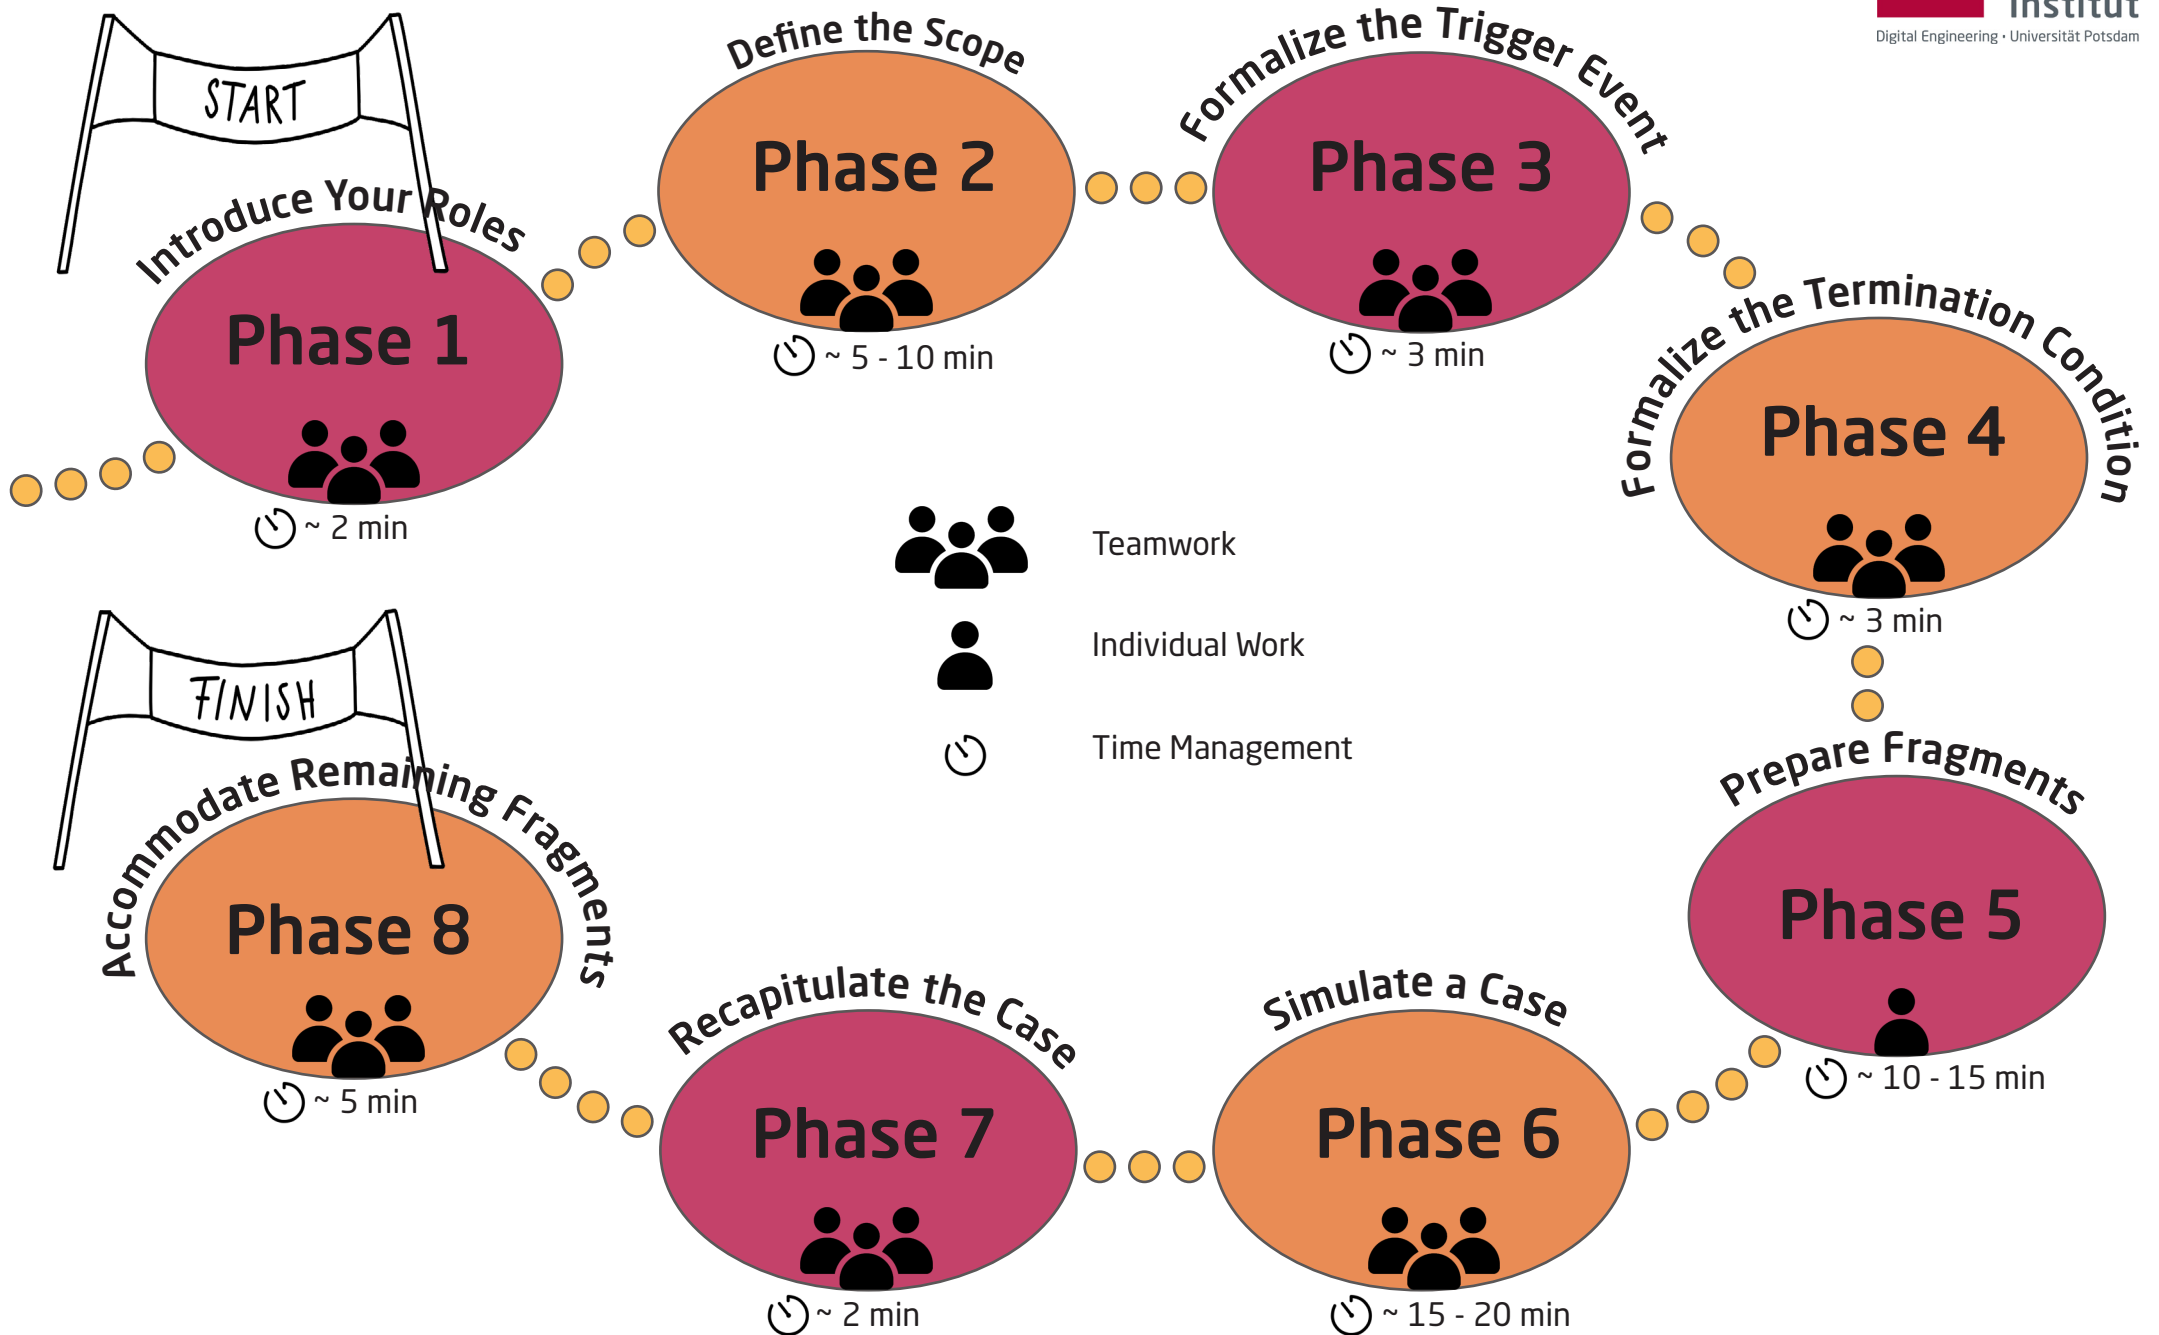 Institut
Digital Engineering • Universität Potsdam
START
Introduce Your Roles
Phase 1
~ 2 min
Define the Scope
Phase 2
~ 5 - 10 min
Formalize the Trigger Event
Phase 3
~ 3 min
Formalize the Termination Condition
Phase 4
~ 3 min
Teamwork
Individual Work
Time Management
Prepare Fragments
Phase 5
~ 10 - 15 min
Simulate a Case
Phase 6
~ 15 - 20 min
Recapitulate the Case
Phase 7
~ 2 min
FINISH
Accommodate Remaining Fragments
Phase 8
~ 5 min